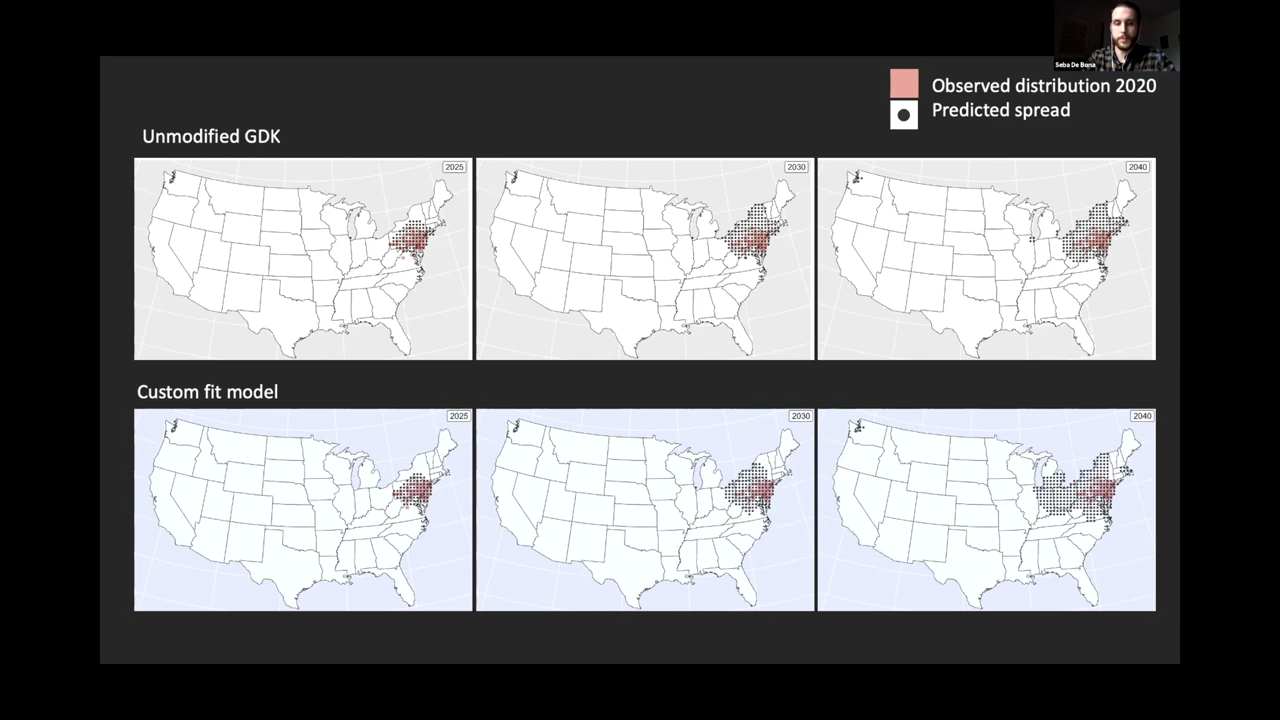 Seba De Bona
Observed distribution 2020
Predicted spread
Unmodified GDK
2025
2030
2040
Custom fit model
2025
2030
2040